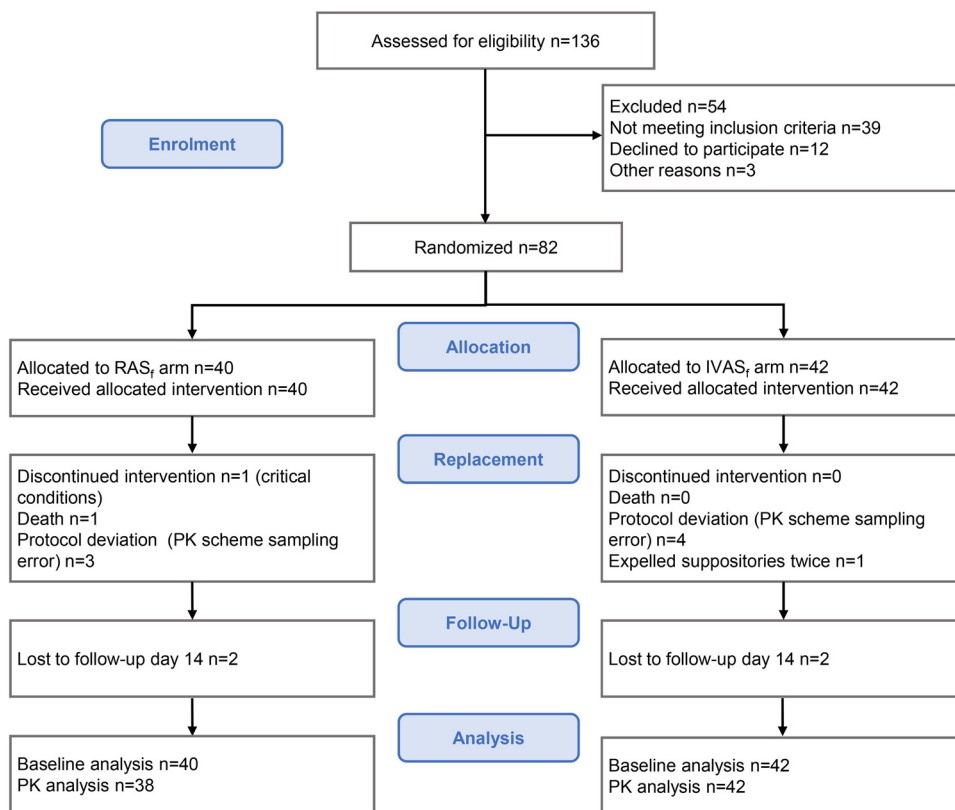 Assessed for eligibility n=136
Excluded n=54
Not meeting inclusion criteria n=39
Declined to participate n=12
Other reasons n=3
Enrolment
Randomized n=82
Allocation
Allocated to RASf arm n=40
Received allocated intervention n=40
Allocated to IVASf arm n=42
Received allocated intervention n=42
Replacement
Discontinued intervention n=1 (critical
conditions)
Death n=1
Protocol deviation (PK scheme sampling
error) n=3
Discontinued intervention n=0
Death n=0
Protocol deviation (PK scheme sampling
error) n=4
Expelled suppositories twice n=1
Follow-Up
Lost to follow-up day 14 n=2
Lost to follow-up day 14 n=2
Analysis
Baseline analysis n=40
PK analysis n=38
Baseline analysis n=42
PK analysis n=42